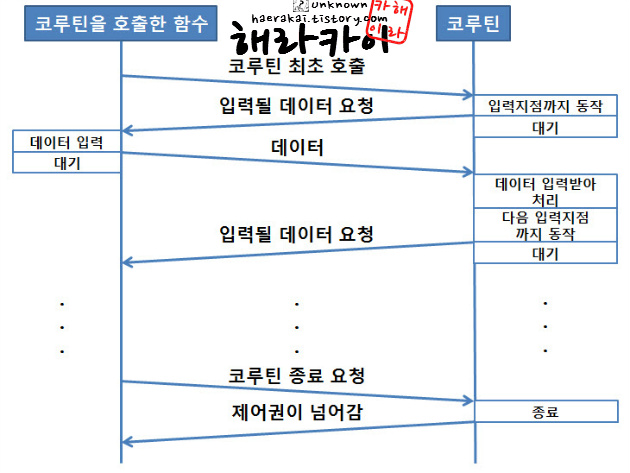 unknown
haerakai.tistory.com
해라카이
카해
이라
코루틴을 호출한 함수
코루틴
코루틴 최초 호출
입력될 데이터 요청
입력지점까지 동작
대기
데이터 입력
대기
데이터
데이터 입력받아
처리
다음 입력지점
까지 동작
대기
입력될 데이터 요청
코루틴 종료 요청
제어권이 넘어감
종료